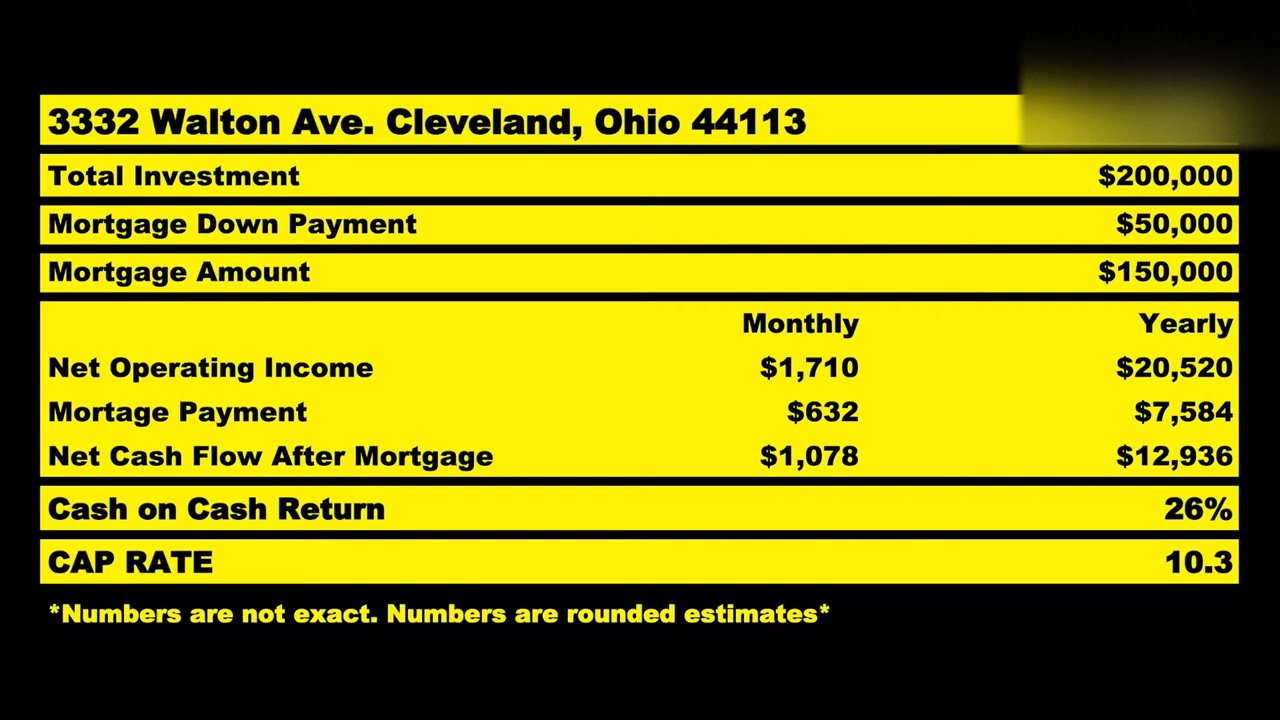 3332 Walton Ave. Cleveland, Ohio 44113
Total Investment $200,000
Mortgage Down Payment $50,000
Mortgage Amount $150,000
Monthly Yearly
Net Operating Income $1,710 $20,520
Mortage Payment $632 $7,584
Net Cash Flow After Mortgage $1,078 $12,936
Cash on Cash Return 26%
CAP RATE 10.3
*Numbers are not exact. Numbers are rounded estimates*